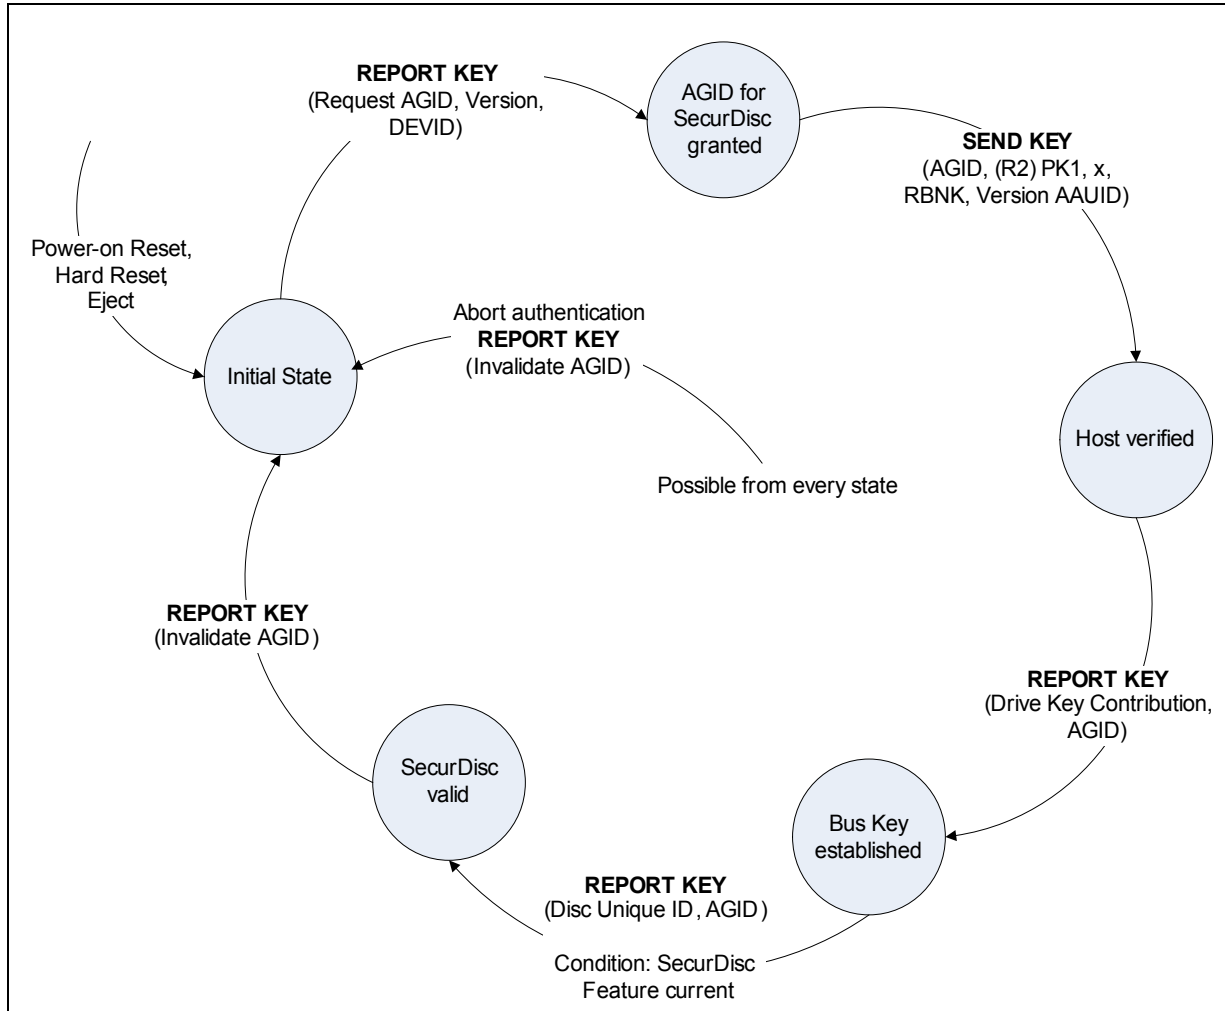 REPORT KEY
(Request AGID, Version,
DEVID)
AGID for
SecurDisc
granted
SEND KEY
(AGID, (R2) PK1, x,
RBNK, Version AAUID)
Power-on Reset,
Hard Reset,
Eject
Initial State
Abort authentication
REPORT KEY
(Invalidate AGID)
Possible from every state
Host verified
REPORT KEY
(Invalidate AGID)
REPORT KEY
(Drive Key Contribution,
AGID)
SecurDisc
valid
Bus Key
established
REPORT KEY
(Disc Unique ID, AGID)
Condition: SecurDisc
Feature current